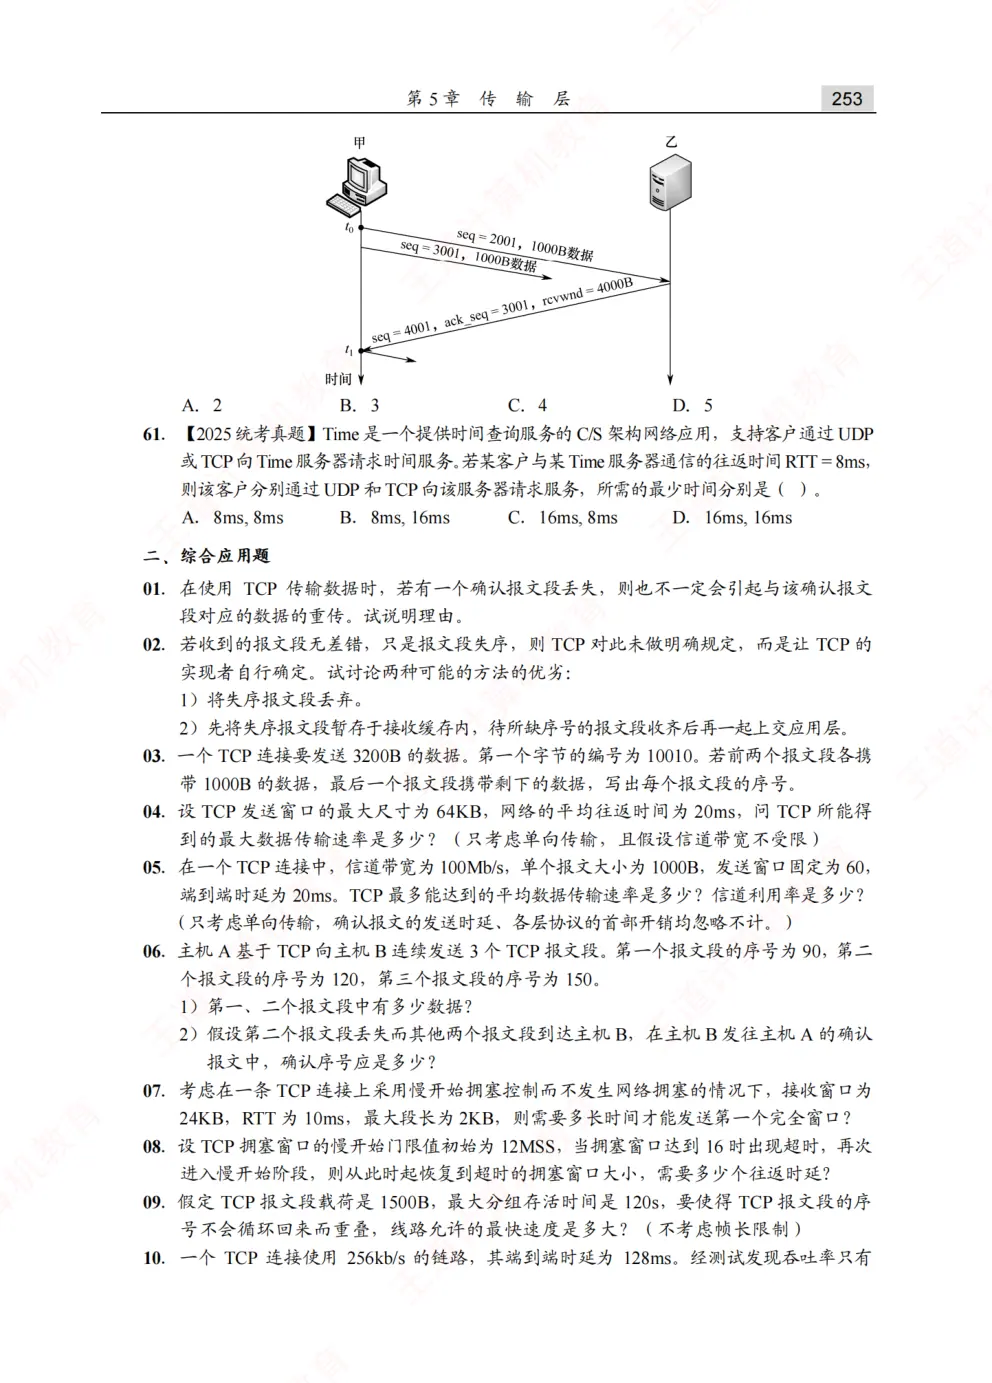 第 5 章 传 输 层
253
甲
乙
t0
seq = 2001，1000B数据
seq = 3001，1000B数据
seq = 4001，ack_seq = 3001，rcvwnd = 4000B
t1
时间
A. 2 B. 3 C. 4 D. 5
61. 【2025 统考真题】Time 是一个提供时间查询服务的 C/S 架构网络应用，支持客户通过 UDP
或 TCP 向 Time 服务器请求时间服务。若某客户与某 Time 服务器通信的往返时间 RTT = 8ms，
则该客户分别通过 UDP 和 TCP 向该服务器请求服务，所需的最少时间分别是（ ）。
A. 8ms, 8ms B. 8ms, 16ms C. 16ms, 8ms D. 16ms, 16ms
二、综合应用题
01. 在使用 TCP 传输数据时，若有一个确认报文段丢失，则也不一定会引起与该确认报文
段对应的数据的重传。试说明理由。
02. 若收到的报文段无差错，只是报文段失序，则 TCP 对此未做明确规定，而是让 TCP 的
实现者自行确定。试讨论两种可能的方法的优劣：
1）将失序报文段丢弃。
2）先将失序报文段暂存于接收缓存内，待所缺序号的报文段收齐后再一起上交应用层。
03. 一个 TCP 连接要发送 3200B 的数据。第一个字节的编号为 10010。若前两个报文段各携
带 1000B 的数据，最后一个报文段携带剩下的数据，写出每个报文段的序号。
04. 设 TCP 发送窗口的最大尺寸为 64KB，网络的平均往返时间为 20ms，问 TCP 所能得
到的最大数据传输速率是多少？（只考虑单向传输，且假设信道带宽不受限）
05. 在一个 TCP 连接中，信道带宽为 100Mb/s，单个报文大小为 1000B，发送窗口固定为 60，
端到端时延为 20ms。TCP 最多能达到的平均数据传输速率是多少？信道利用率是多少？
（只考虑单向传输，确认报文的发送时延、各层协议的首部开销均忽略不计。）
06. 主机 A 基于 TCP 向主机 B 连续发送 3 个 TCP 报文段。第一个报文段的序号为 90，第二
个报文段的序号为 120，第三个报文段的序号为 150。
1）第一、二个报文段中有多少数据？
2）假设第二个报文段丢失而其他两个报文段到达主机 B，在主机 B 发往主机 A 的确认
报文中，确认序号应是多少？
07. 考虑在一条 TCP 连接上采用慢开始拥塞控制而不发生网络拥塞的情况下，接收窗口为
24KB，RTT 为 10ms，最大段长为 2KB，则需要多长时间才能发送第一个完全窗口？
08. 设 TCP 拥塞窗口的慢开始门限值初始为 12MSS，当拥塞窗口达到 16 时出现超时，再次
进入慢开始阶段，则从此时起恢复到超时的拥塞窗口大小，需要多少个往返时延？
09. 假定 TCP 报文段载荷是 1500B，最大分组存活时间是 120s，要使得 TCP 报文段的序
号不会循环回来而重叠，线路允许的最快速度是多大？（不考虑帧长限制）
10. 一个 TCP 连接使用 256kb/s 的链路，其端到端时延为 128ms。经测试发现吞吐率只有